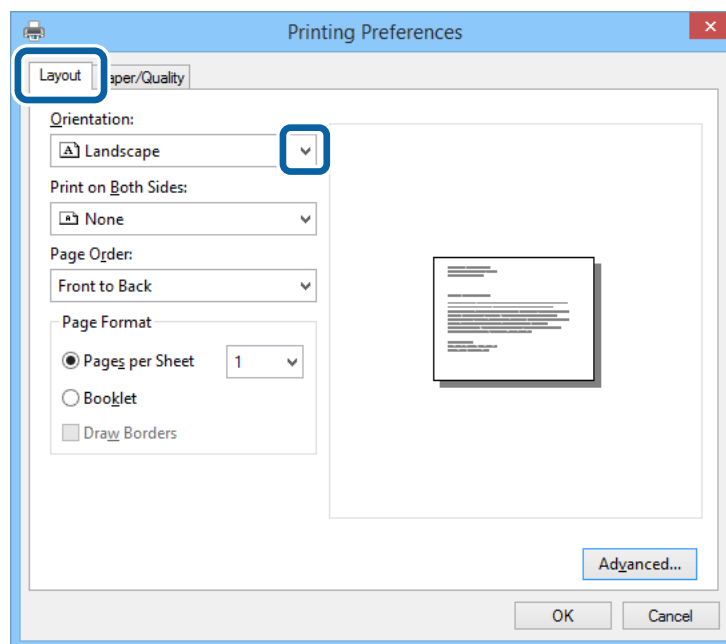 Printing Preferences
Layout
aper/Quality
Orientation:
A Landscape
Print on Both Sides:
None
Page Order:
Front to Back
Page Format
Pages per Sheet 1
Booklet
Draw Borders
Advanced...
OK Cancel